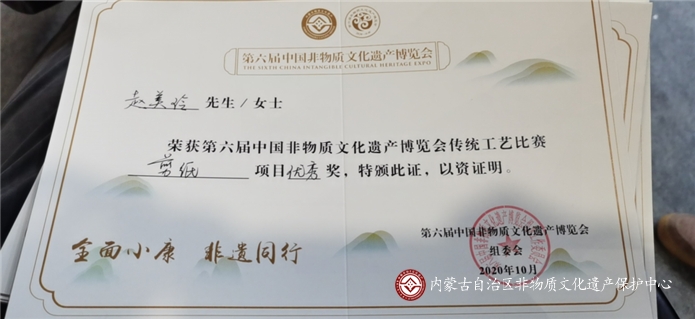 第六届中国非物质文化遗产博览会
THE SIXTH CHINA INTANGIBLE CULTURAL HERITAGE EXPO
赵美玲 先生/女士
荣获第六届中国非物质文化遗产博览会传统工艺比赛
剪纸 项目优秀奖，特颁此证，以资证明。
第六届中国非物质文化遗产博览会
组委会
2020年10月
全面小康 非遗同行
内蒙古自治区非物质文化遗产保护中心